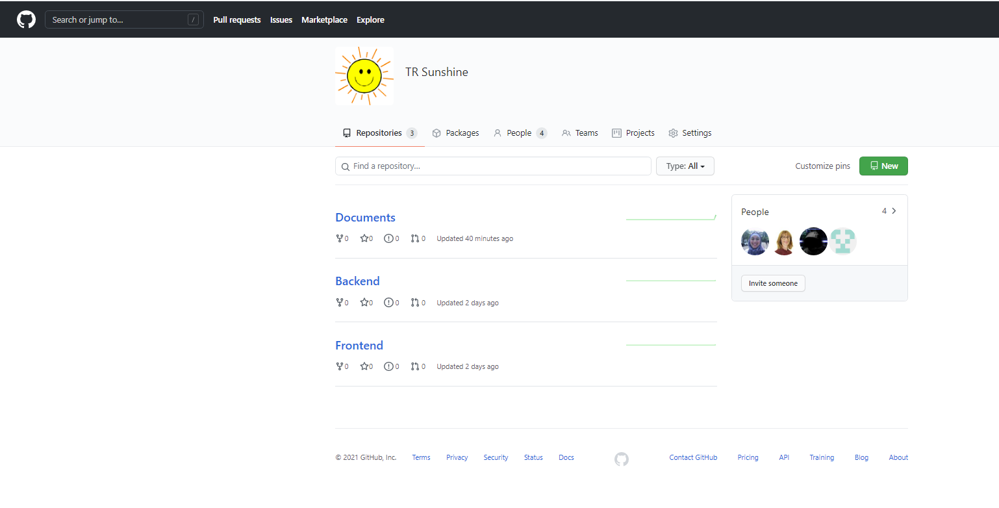 Search or jump to... / Pull requests Issues Marketplace Explore
TR Sunshine
Repositories 3 Packages People 4 Teams Projects Settings
Find a repository... Type: All Customize pins New
Documents
0 0 0 0 Updated 40 minutes ago
Backend
0 0 0 0 Updated 2 days ago
Frontend
0 0 0 0 Updated 2 days ago
People 4
Invite someone
© 2021 GitHub, Inc. Terms Privacy Security Status Docs Contact GitHub Pricing API Training Blog About